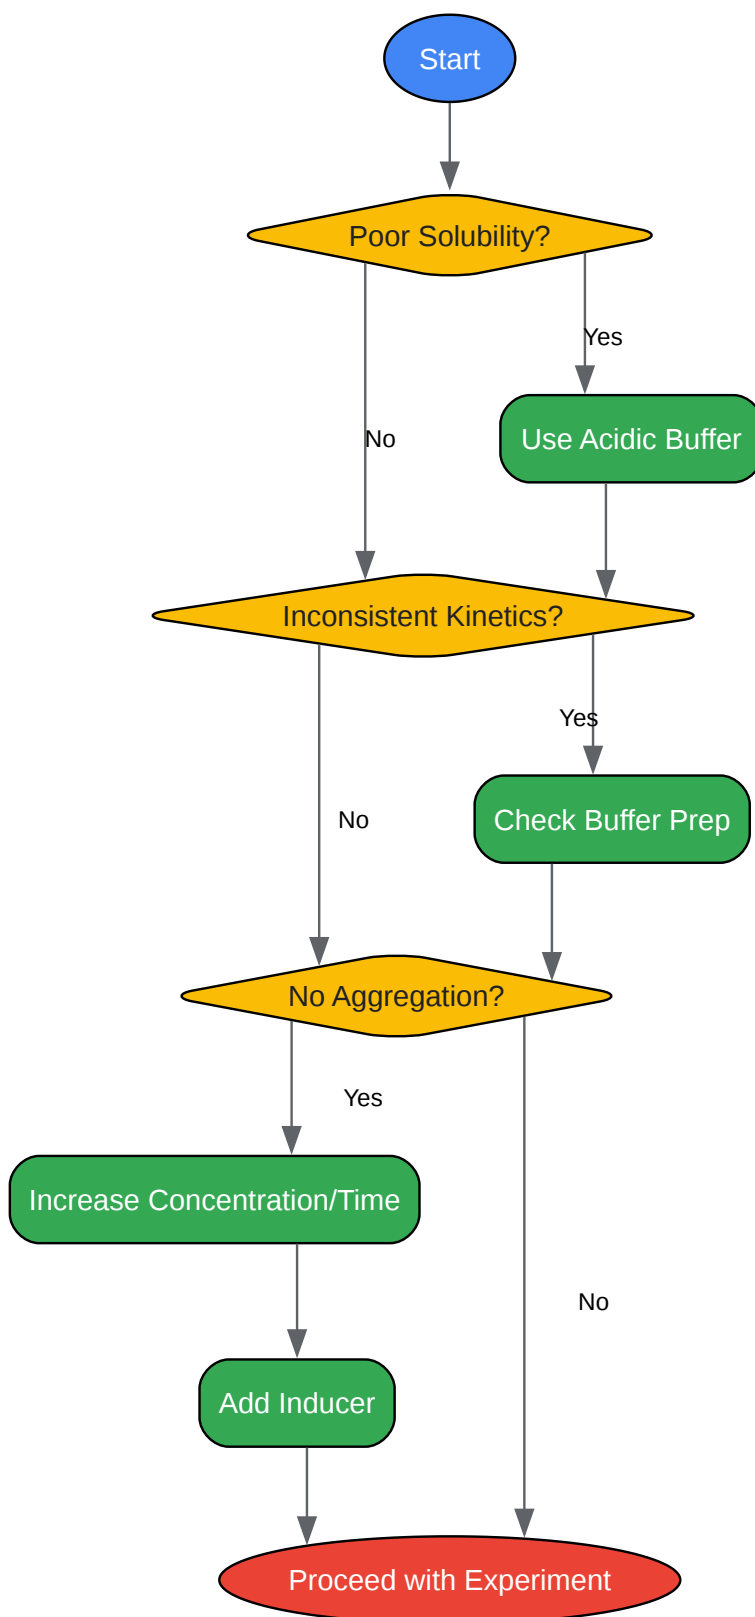 Start
Poor Solubility?
Yes
No
Use Acidic Buffer
Inconsistent Kinetics?
Yes
No
Check Buffer Prep
No Aggregation?
Yes
Increase Concentration/Time
No
Add Inducer
Proceed with Experiment